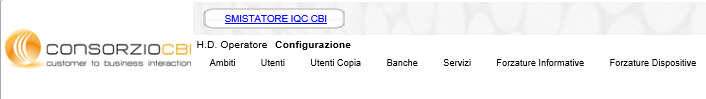 SMISTATORE IQC CBI
CONSORZIOCBI
customer to business interaction
H.D. Operatore Configurazione
Ambiti Utenti Utenti Copia Banche Servizi Forzature Informative Forzature Dispositive